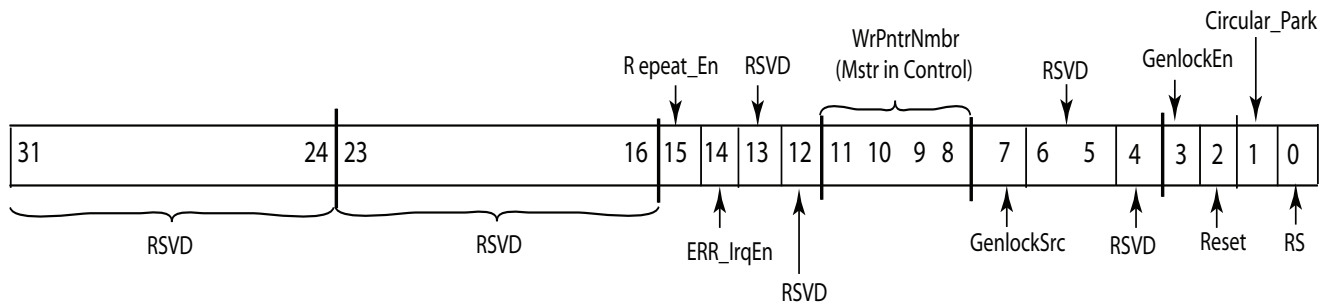 Circular_Park
WrPntrNmbr
(Mstr in Control)
GenlockEn
R epeat_En
RSVD
RSVD
31 24 23 16 15 14 13 12 11 10 9 8 7 6 5 4 3 2 1 0
RSVD
RSVD
ERR_IrqEn
GenlockSrc
RSVD
Reset
RS
RSVD